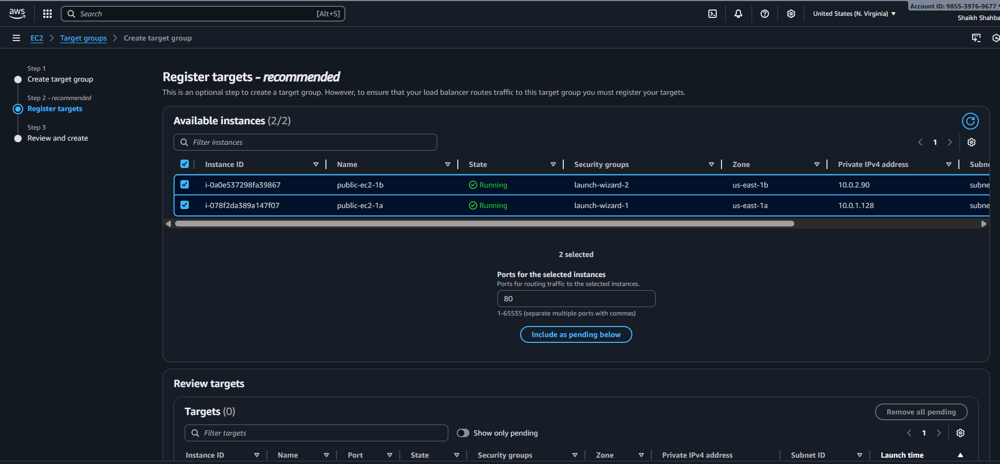 aws
Search [Alt+S]
United States (N. Virginia)
Account ID: 9855-3976-9677
Shaikh Shahba
EC2 Target groups Create target group
Step 1
Create target group
Step 2 - recommended
Register targets
Step 3
Review and create
Register targets - recommended
This is an optional step to create a target group. However, to ensure that your load balancer routes traffic to this target group you must register your targets.
Available instances (2/2)
Filter instances
1
Instance ID Name State Security groups Zone Private IPv4 address Subne
i-0a0e537298fa39867 public-ec2-1b Running launch-wizard-2 us-east-1b 10.0.2.90 subne
i-078f2da389a147f07 public-ec2-1a Running launch-wizard-1 us-east-1a 10.0.1.128 subne
2 selected
Ports for the selected instances
Ports for routing traffic to the selected instances.
80
1-65535 (separate multiple ports with commas)
Include as pending below
Review targets
Targets (0)
Remove all pending
Filter targets
Show only pending
1
Instance ID Name Port State Security groups Zone Private IPv4 address Subnet ID Launch time